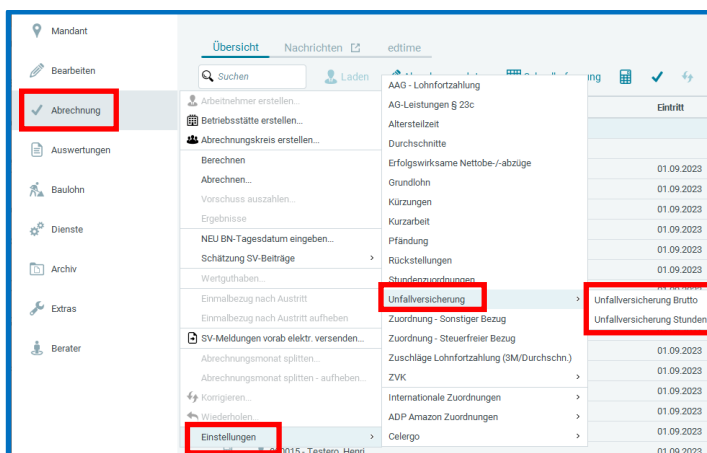 Mandant
Bearbeiten
Abrechnung
Auswertungen
Baulohn
Dienste
Archiv
Extras
Berater
Übersicht Nachrichten edtime
Suchen Laden
Eintritt
Arbeitnehmer erstellen...
Betriebsstätte erstellen...
Abrechnungskreis erstellen...
Berechnen
Abrechnen...
Vorschuss auszahlen...
Ergebnisse
NEU BN-Tagesdatum eingeben...
Schätzung SV-Beiträge >
Wertguthaben...
Einmalbezug nach Austritt
Einmalbezug nach Austritt aufheben
SV-Meldungen vorab elektr. versenden...
Abrechnungsmonat splitten...
Abrechnungsmonat splitten - aufheben...
Korrigieren...
Wiederholen...
Einstellungen >
AAG - Lohnfortzahlung
AG-Leistungen § 23c
Altersteilzeit
Durchschnitte
Erfolgswirksame Nettobe-/-abzüge
Grundlohn
Kürzungen
Kurzarbeit
Pfändung
Rückstellungen
Stundenzuordnungen
Unfallversicherung >
Zuordnung - Sonstiger Bezug
Zuordnung - Steuerfreier Bezug
Zuschläge Lohnfortzahlung (3M/Durchschn.)
ZVK >
Internationale Zuordnungen >
ADP Amazon Zuordnungen >
Celergo >
Unfallversicherung Brutto
Unfallversicherung Stunden
01.09.2023
01.09.2023
01.09.2023
01.09.2023
01.09.2023
01.09.2023
01.09.2023
01.09.2023
01.09.2023
01.09.2023
01.09.2023
01.09.2023
01.09.2023
Testero, Henri